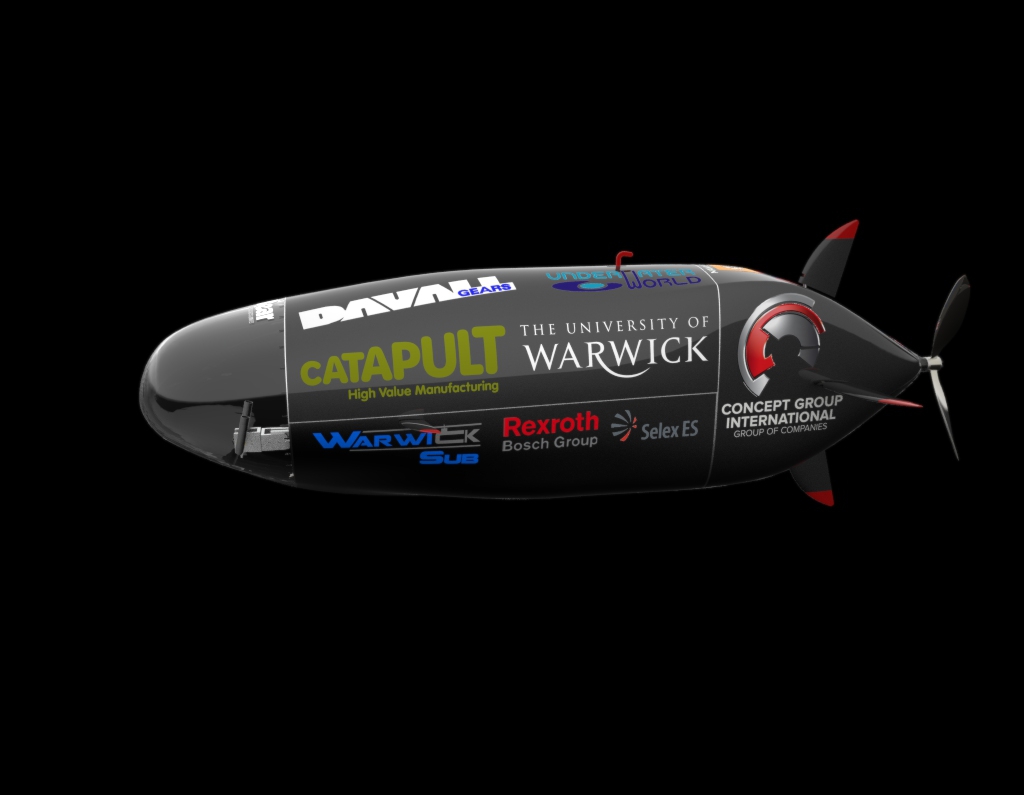 DAVALL
GEARS
UNDERWATER
WORLD
CATAPULT
High Value Manufacturing
THE UNIVERSITY OF
WARWICK
WARWICK
SUB
Rexroth
Bosch Group
Selex ES
CONCEPT GROUP
INTERNATIONAL
GROUP OF COMPANIES